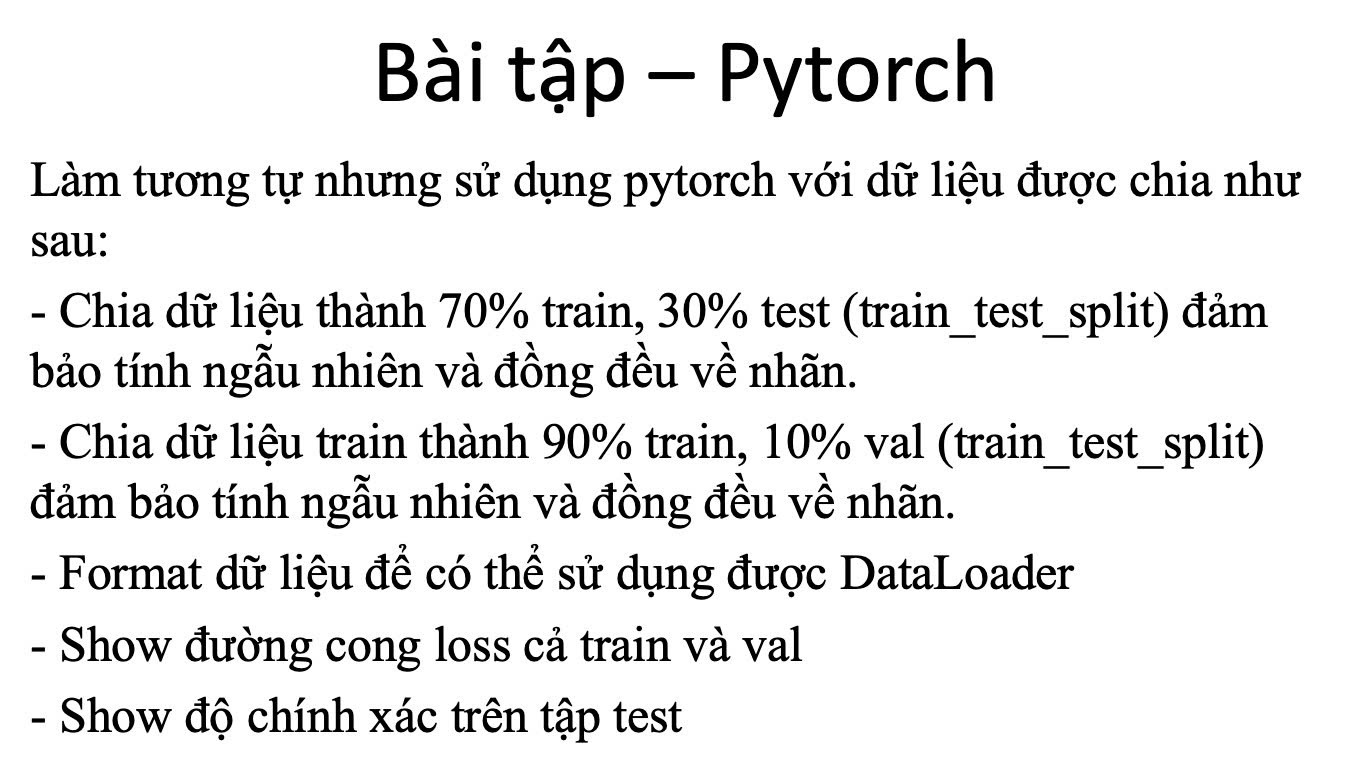 Bài tập – Pytorch
Làm tương tự nhưng sử dụng pytorch với dữ liệu được chia như
sau:
- Chia dữ liệu thành 70% train, 30% test (train_test_split) đảm
bảo tính ngẫu nhiên và đồng đều về nhãn.
- Chia dữ liệu train thành 90% train, 10% val (train_test_split)
đảm bảo tính ngẫu nhiên và đồng đều về nhãn.
- Format dữ liệu để có thể sử dụng được DataLoader
- Show đường cong loss cả train và val
- Show độ chính xác trên tập test